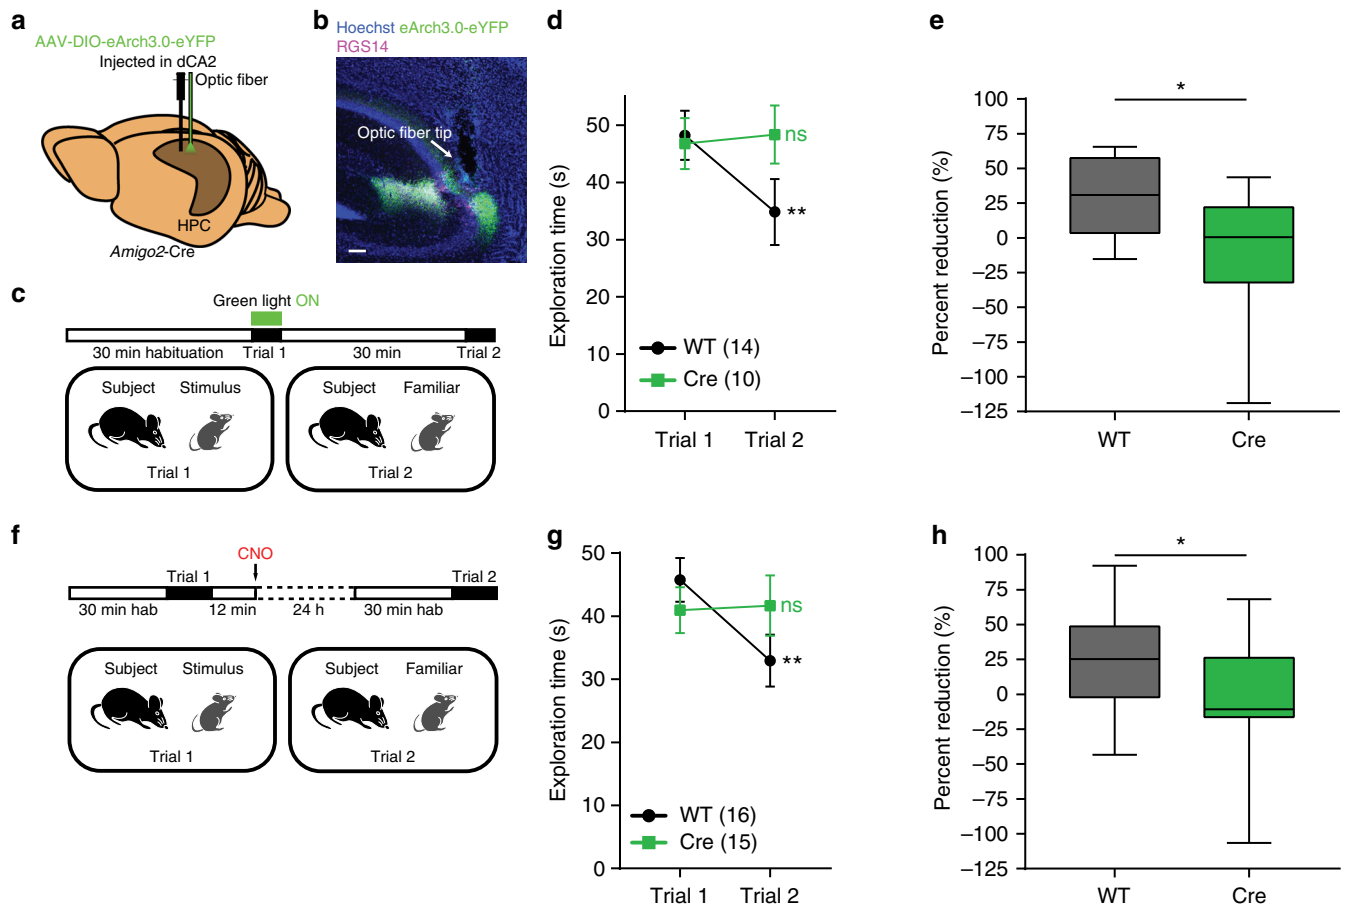 a
AAV-DIO-eArch3.0-eYFP
Injected in dCA2
Optic fiber
HPC
Amigo2-Cre
b
Hoechst eArch3.0-eYFP
RGS14
Optic fiber tip
c
Green light ON
30 min habituation Trial 1 30 min Trial 2
Subject Stimulus
Trial 1
Subject Familiar
Trial 2
d
Exploration time (s)
50
40
30
20
10
0
ns
**
WT (14)
Cre (10)
Trial 1 Trial 2
e
Percent reduction (%)
100
75
50
25
0
−25
−50
−75
−100
−125
*
WT Cre
f
CNO
Trial 1 Trial 2
30 min hab 12 min 24 h 30 min hab
Subject Stimulus
Trial 1
Subject Familiar
Trial 2
g
Exploration time (s)
50
40
30
20
10
0
ns
**
WT (16)
Cre (15)
Trial 1 Trial 2
h
Percent reduction (%)
100
75
50
25
0
−25
−50
−75
−100
−125
*
WT Cre